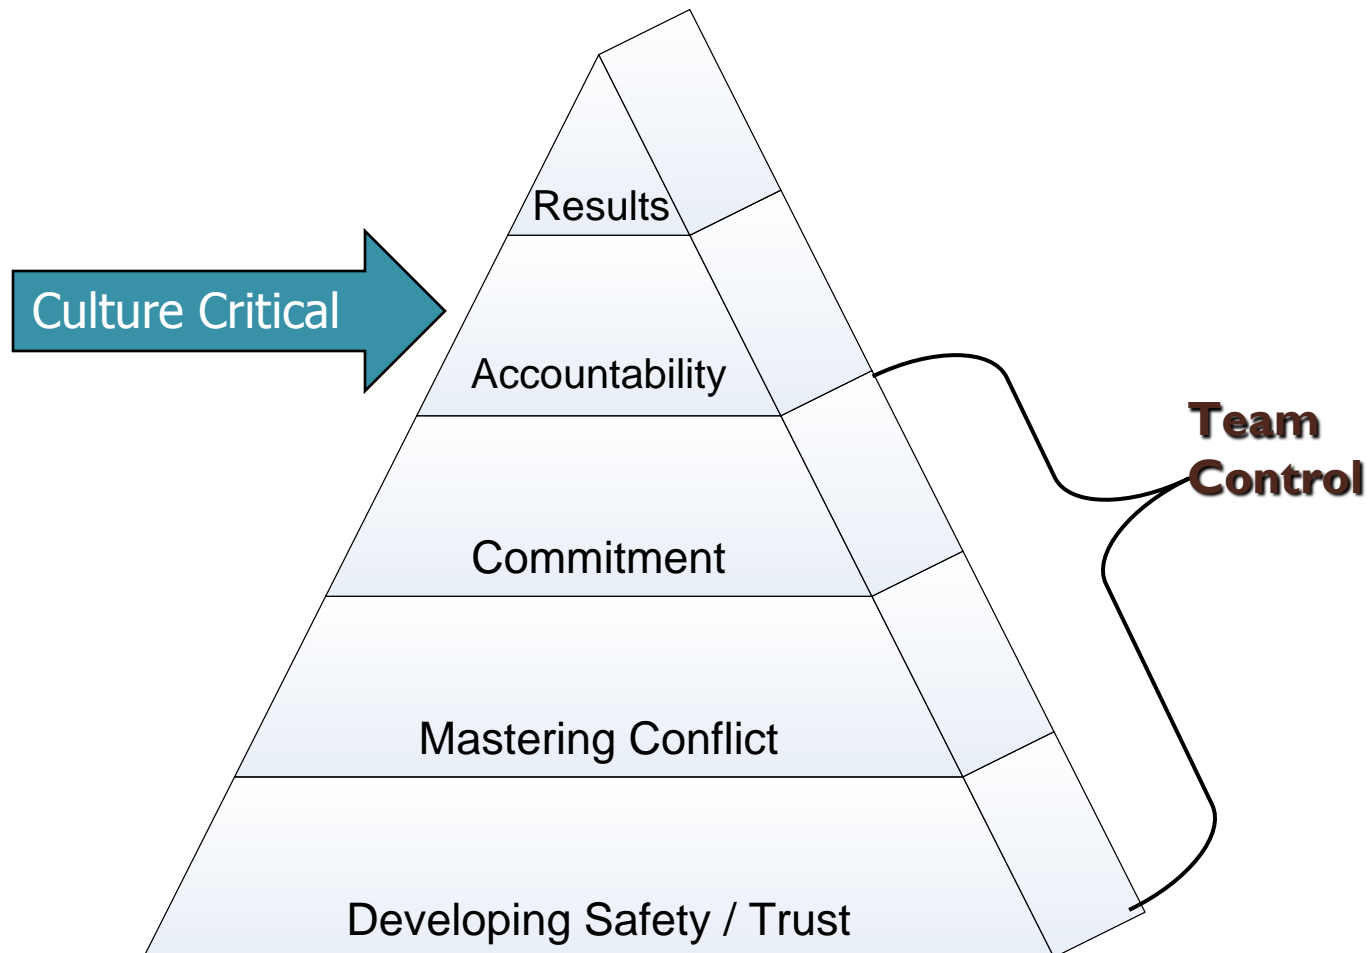 Results
Culture Critical
Accountability
Team
Control
Commitment
Mastering Conflict
Developing Safety / Trust